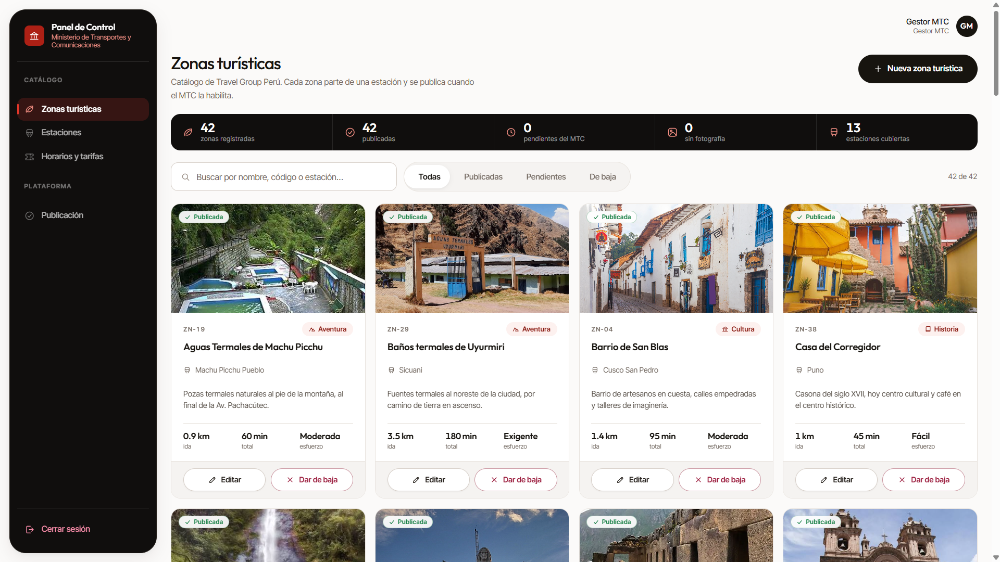 Panel de Control
Ministerio de Transportes y
Comunicaciones
CATÁLOGO
Zonas turísticas
Estaciones
Horarios y tarifas
PLATAFORMA
Publicación
Cerrar sesión
Gestor MTC
Gestor MTC
GM
Zonas turísticas
Catálogo de Travel Group Perú. Cada zona parte de una estación y se publica cuando
el MTC la habilita.
Nueva zona turística
42
zonas registradas
42
publicadas
0
pendientes del MTC
0
sin fotografía
13
estaciones cubiertas
Buscar por nombre, código o estación...
Todas
Publicadas
Pendientes
De baja
42 de 42
Publicada
ZN-19
Aventura
Aguas Termales de Machu Picchu
Machu Picchu Pueblo
Pozas termales naturales al pie de la montaña, al
final de la Av. Pachacútec.
0.9 km
ida
60 min
total
Moderada
esfuerzo
Editar
Dar de baja
Publicada
AGUAS TERMALES
UYURMIRI
ZN-29
Aventura
Baños termales de Uyurmiri
Sicuani
Fuentes termales al noreste de la ciudad, por
camino de tierra en ascenso.
3.5 km
ida
180 min
total
Exigente
esfuerzo
Editar
Dar de baja
Publicada
ZN-04
Cultura
Barrio de San Blas
Cusco San Pedro
Barrio de artesanos en cuesta, calles empedradas
y talleres de imaginería.
1.4 km
ida
95 min
total
Moderada
esfuerzo
Editar
Dar de baja
Publicada
ZN-38
Historia
Casa del Corregidor
Puno
Casona del siglo XVII, hoy centro cultural y café en
el centro histórico.
1 km
ida
45 min
total
Fácil
esfuerzo
Editar
Dar de baja
Publicada
Publicada
Publicada
Publicada